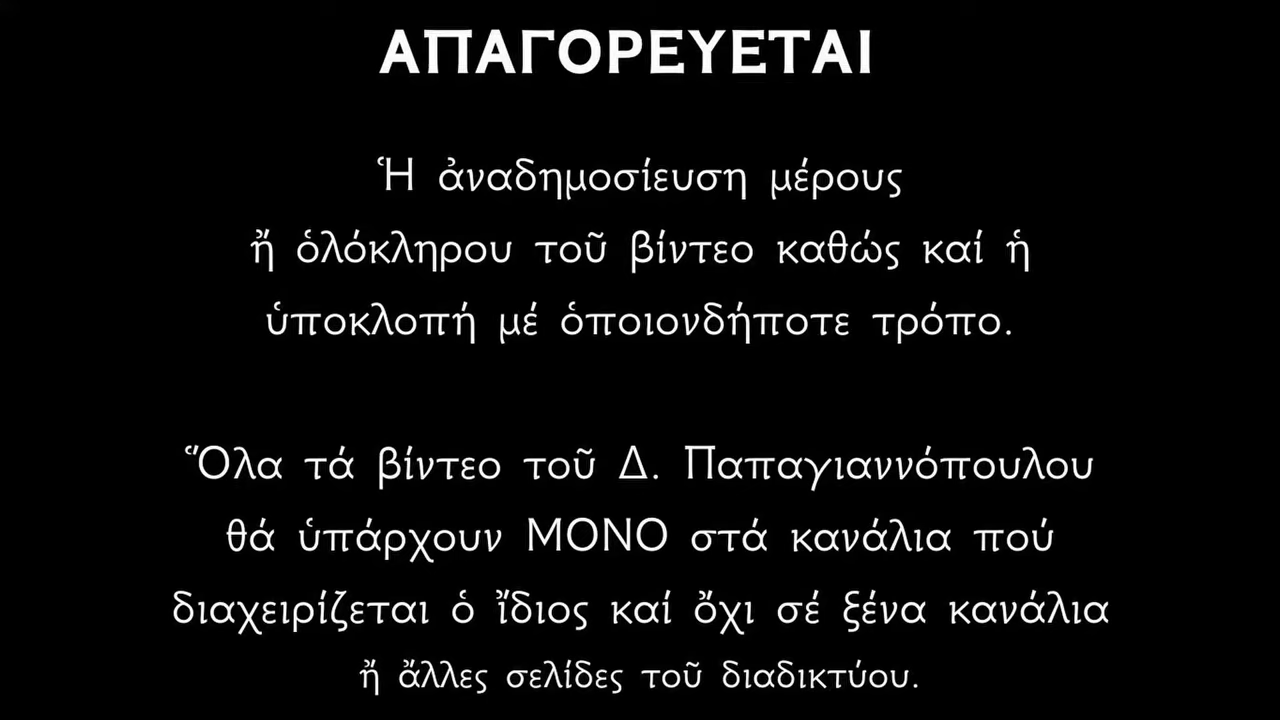 ΑΠΑΓΟΡΕΥΕΤΑΙ
Ἡ ἀναδημοσίευση μέρους
ἤ ὁλόκληρου τοῦ βίντεο καθώς καί ἡ
ὑποκλοπή μέ ὁποιονδήποτε τρόπο.
Ὅλα τά βίντεο τοῦ Δ. Παπαγιαννόπουλου
θά ὑπάρχουν ΜΟΝΟ στά κανάλια πού
διαχειρίζεται ὁ ἴδιος καί ὄχι σέ ξένα κανάλια
ἤ ἄλλες σελίδες τοῦ διαδικτύου.